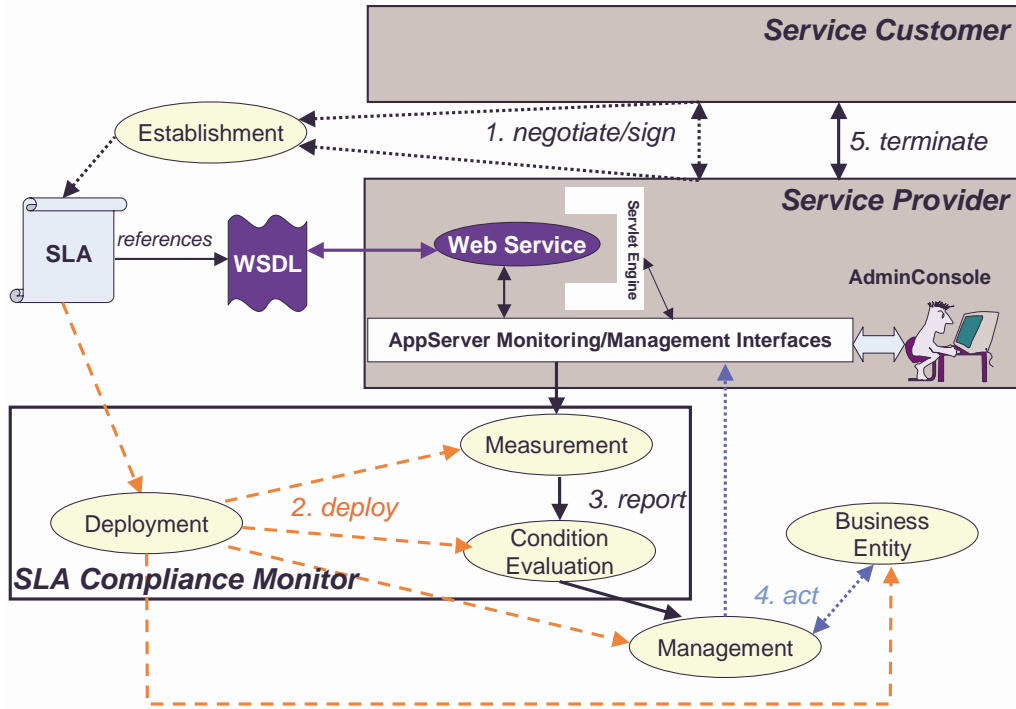 Service Customer
Establishment
1. negotiate/sign
5. terminate
Service Provider
SLA
references
WSDL
Web Service
Servlet Engine
AdminConsole
AppServer Monitoring/Management Interfaces
Measurement
2. deploy
3. report
Deployment
Condition
Evaluation
Business
Entity
SLA Compliance Monitor
4. act
Management